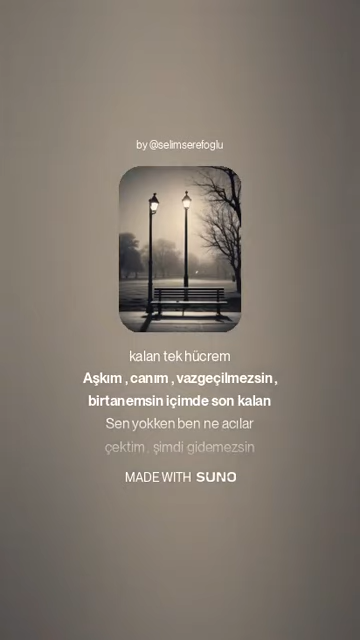 by @selimserefoglu
kalan tek hücrem
Aşkım , canım , vazgeçilmezsin ,
birtanemsin içimde son kalan
Sen yokken ben ne acılar
çektim , şimdi gidemezsin
MADE WITH SUNO